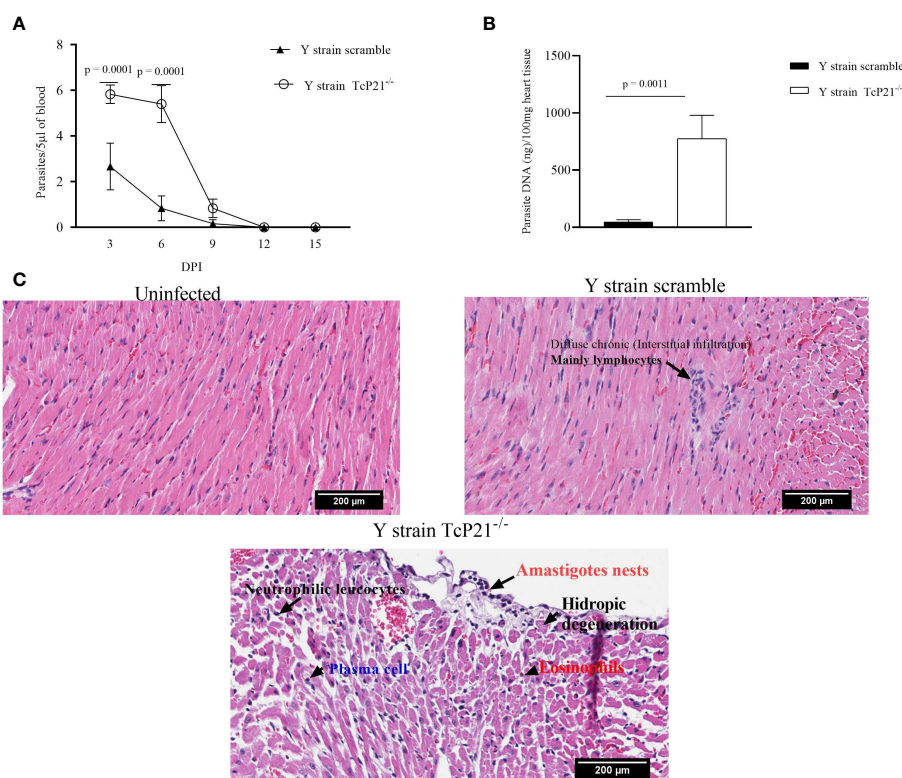 A
8
6
4
2
0
p = 0.0001 p = 0.0001
Parasites/5µl of blood
3 6 9 12 15
DPI
Y strain scramble
Y strain TcP21-/-
B
1500
1000
500
0
p = 0.0011
Parasite DNA (ng)/100mg heart tissue
Y strain scramble
Y strain TcP21-/-
C
Uninfected
200 µm
Y strain scramble
Diffuse chronic (Interstitial infiltration)
Mainly lymphocytes
200 µm
Y strain TcP21-/-
Amastigotes nests
Neutrophilic leucocytes
Hidropic
degeneration
Plasma cell
Eosinophils
200 µm